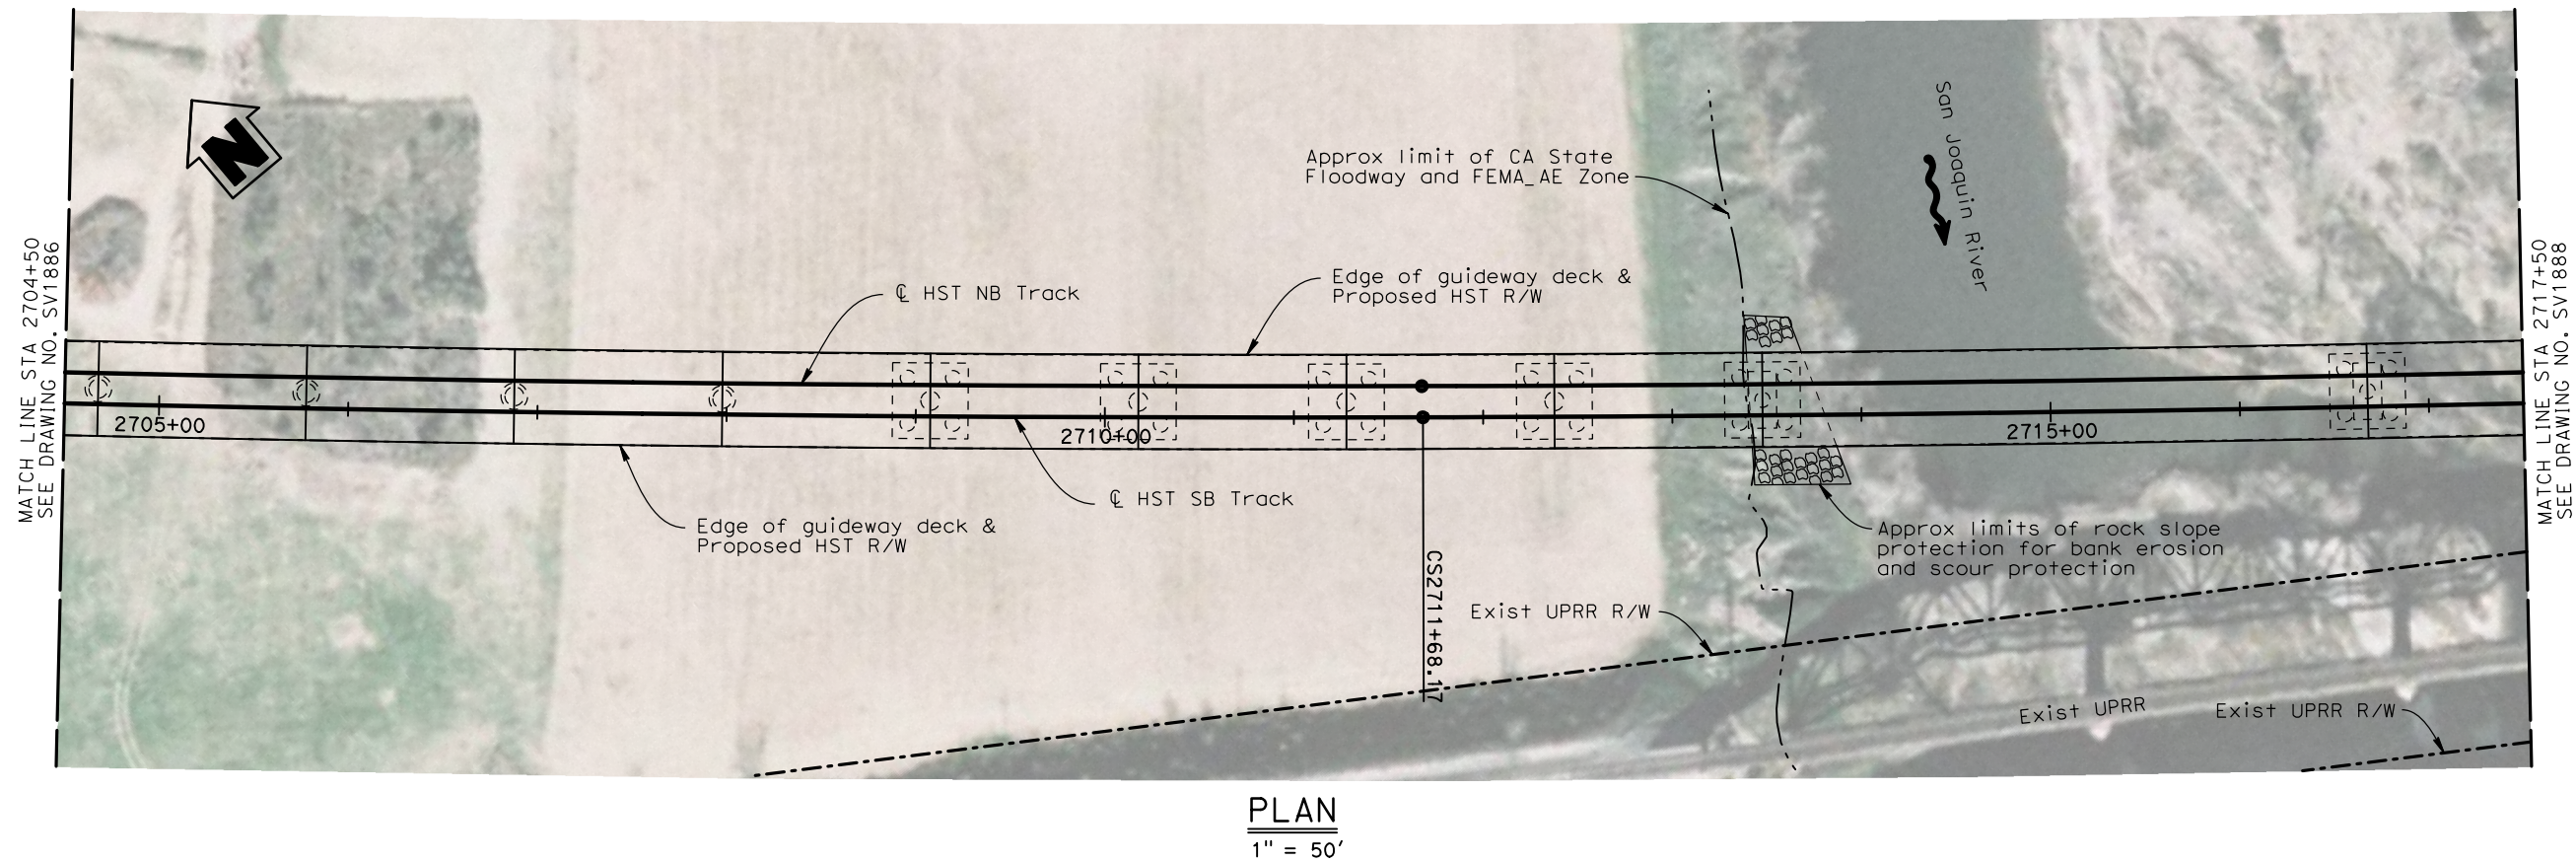 N
San Joaquin River
Approx limit of CA State
Floodway and FEMA_AE Zone
MATCH LINE STA 2704+50
SEE DRAWING NO. SV1886
℄ HST NB Track
Edge of guideway deck &
Proposed HST R/W
MATCH LINE STA 2717+50
SEE DRAWING NO. SV1888
2705+00
2710+00
2715+00
℄ HST SB Track
Edge of guideway deck &
Proposed HST R/W
CS2711+68.17
Approx limits of rock slope
protection for bank erosion
and scour protection
Exist UPRR R/W
Exist UPRR
Exist UPRR R/W
PLAN
1" = 50'